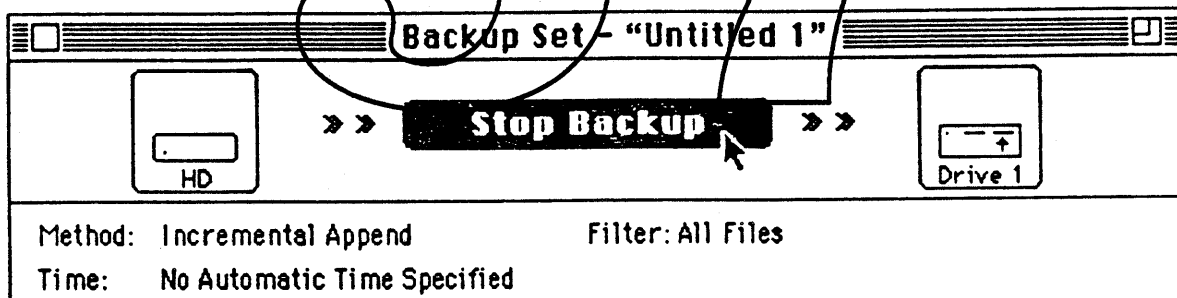 Backup Set - “Untitled 1”
» » Stop Backup » »
HD
Drive 1
Method: Incremental Append
Filter: All Files
Time: No Automatic Time Specified